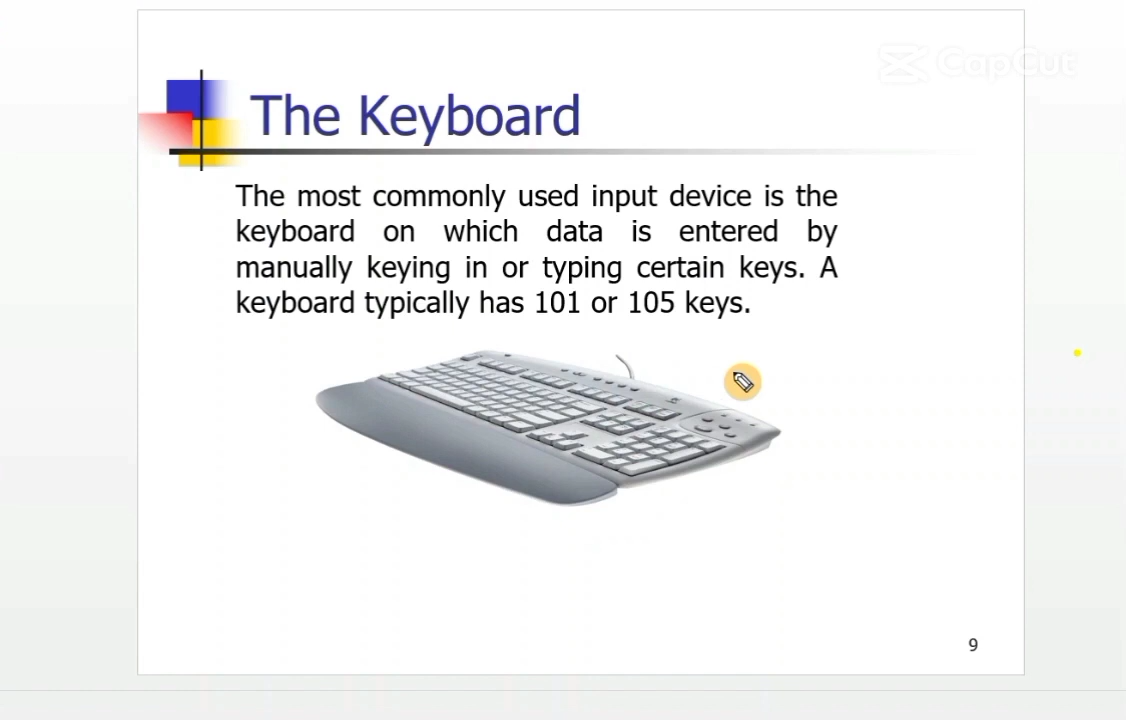 CapCut
The Keyboard
The most commonly used input device is the
keyboard on which data is entered by
manually keying in or typing certain keys. A
keyboard typically has 101 or 105 keys.
9